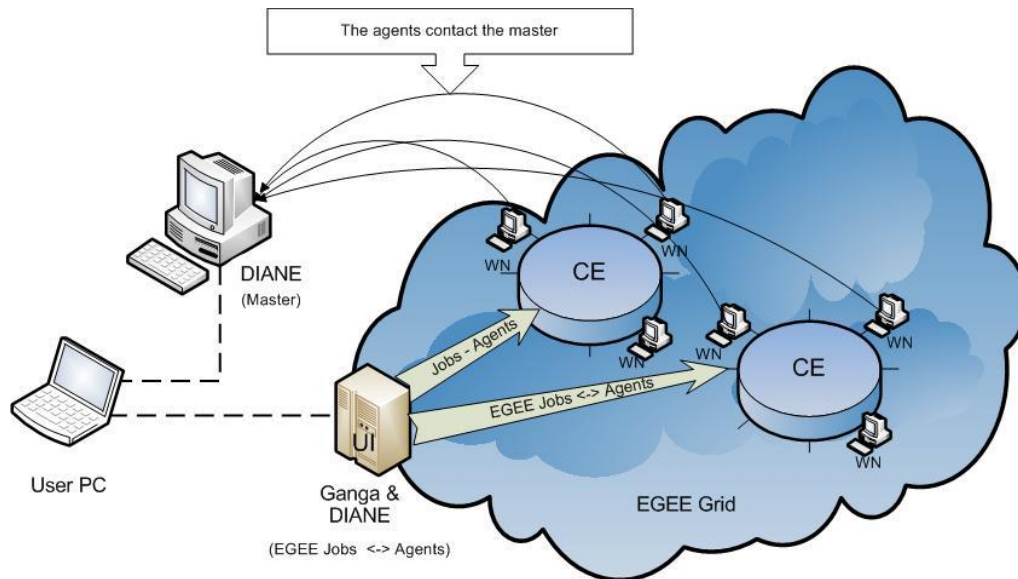 The agents contact the master
DIANE
(Master)
WN
WN
CE
WN
WN
WN
CE
WN
Jobs - Agents
EGEE Jobs <-> Agents
UI
User PC
Ganga &
DIANE
(EGEE Jobs <-> Agents)
EGEE Grid